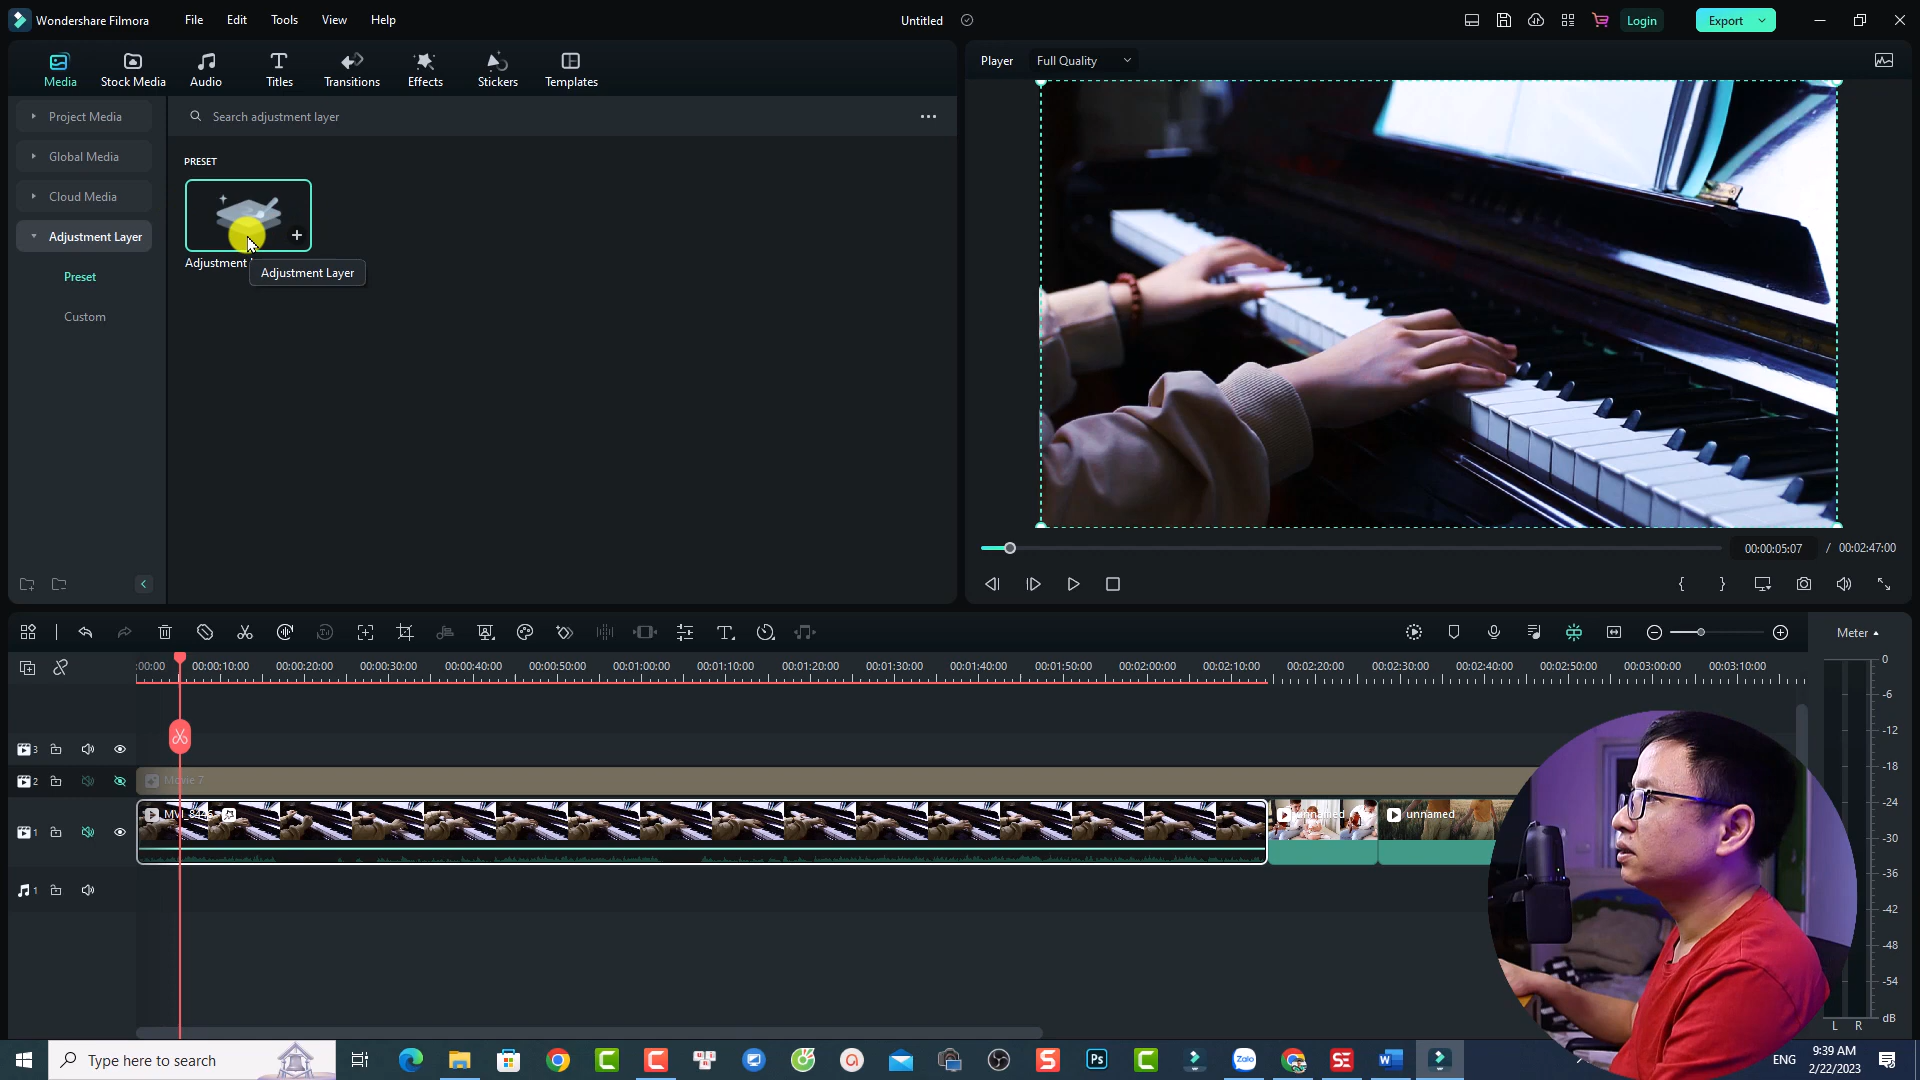 Wondershare Filmora
File
Edit
Tools
View
Help
Untitled
Login
Export
Media
Stock Media
Audio
Titles
Transitions
Effects
Stickers
Templates
Player
Full Quality
Project Media
Global Media
Cloud Media
Adjustment Layer
Preset
Custom
Search adjustment layer
PRESET
Adjustment
Adjustment Layer
00:00:05:07 / 00:02:47:00
Meter
:00:00 00:00:10:00 00:00:20:00 00:00:30:00 00:00:40:00 00:00:50:00 00:01:00:00 00:01:10:00 00:01:20:00 00:01:30:00 00:01:40:00 00:01:50:00 00:02:00:00 00:02:10:00 00:02:20:00 00:02:30:00 00:02:40:00 00:02:50:00 00:03:00:00 00:03:10:00
3
2
Movie 7
1
unnamed
unnamed
1
0
-6
-12
-18
-24
-30
-36
-42
-48
-54
dB
L R
Type here to search
Zalo
SE
Ps
ENG
9:39 AM
2/22/2023